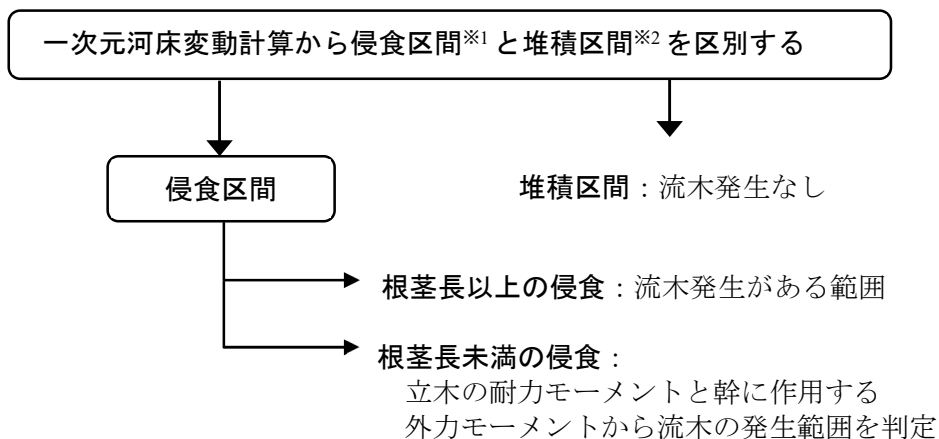 一次元河床変動計算から侵食区間※1 と堆積区間※2 を区別する
侵食区間
堆積区間：流木発生なし
根茎長以上の侵食：流木発生がある範囲
根茎長未満の侵食：
立木の耐力モーメントと幹に作用する
外力モーメントから流木の発生範囲を判定